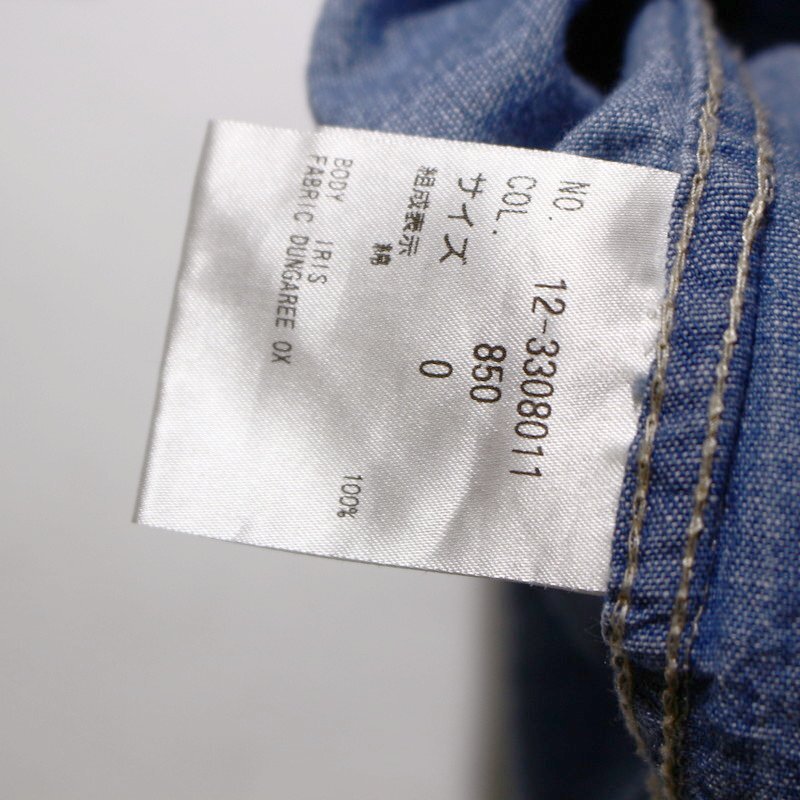 NO. 12-3308011
COL. 850
サイズ 0
組成表示
綿 100%
BODY IRIS
FABRIC DUNGAREE OX